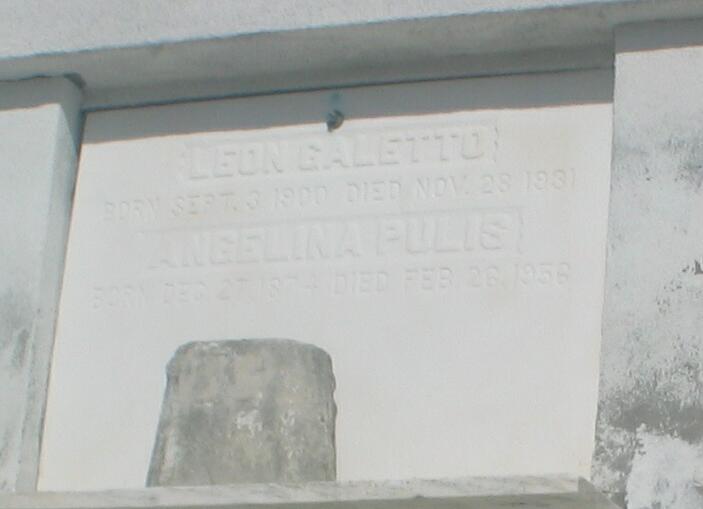 LEON GALETTO
BORN SEPT. 3 1900 DIED NOV. 28 1981
ANGELINA PULIS
BORN DEC 27, 1874 DIED FEB. 26, 1956